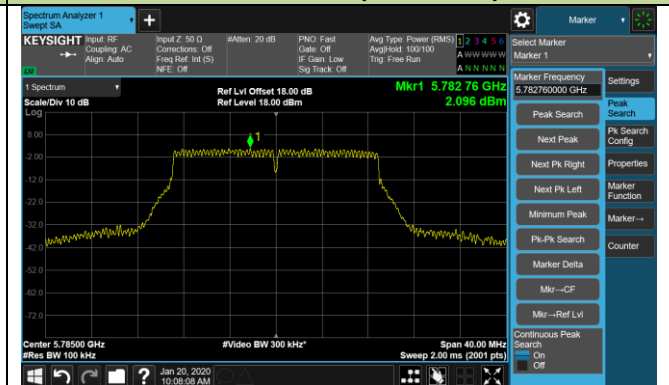 Spectrum Analyzer 1
Swept SA
+
Marker
KEYSIGHT
Input: RF
Coupling: AC
Align: Auto
Input Z: 50 Ω
Corrections: Off
Freq Ref: Int (S)
NFE: Off
#Atten: 20 dB
PNO: Fast
Gate: Off
IF Gain: Low
Sig Track: Off
Avg Type: Power (RMS)
Avg|Hold: 100/100
Trig: Free Run
1 2 3 4 5 6
A W W W W W
A N N N N N
LXI
Select Marker
Marker 1
1 Spectrum
Scale/Div 10 dB
Log
Ref Lvl Offset 18.00 dB
Ref Level 18.00 dBm
Mkr1 5.782 76 GHz
2.096 dBm
1
8.00
-2.00
-12.0
-22.0
-32.0
-42.0
-52.0
-62.0
-72.0
Center 5.78500 GHz
#Res BW 100 kHz
#Video BW 300 kHz*
Span 40.00 MHz
Sweep 2.00 ms (2001 pts)
Marker Frequency
5.782760000 GHz
Peak Search
Next Peak
Next Pk Right
Next Pk Left
Minimum Peak
Pk-Pk Search
Marker Delta
Mkr→CF
Mkr→Ref Lvl
Continuous Peak
Search
On
Off
Settings
Peak
Search
Pk Search
Config
Properties
Marker
Function
Marker→
Counter
?
Jan 20, 2020
10:08:08 AM